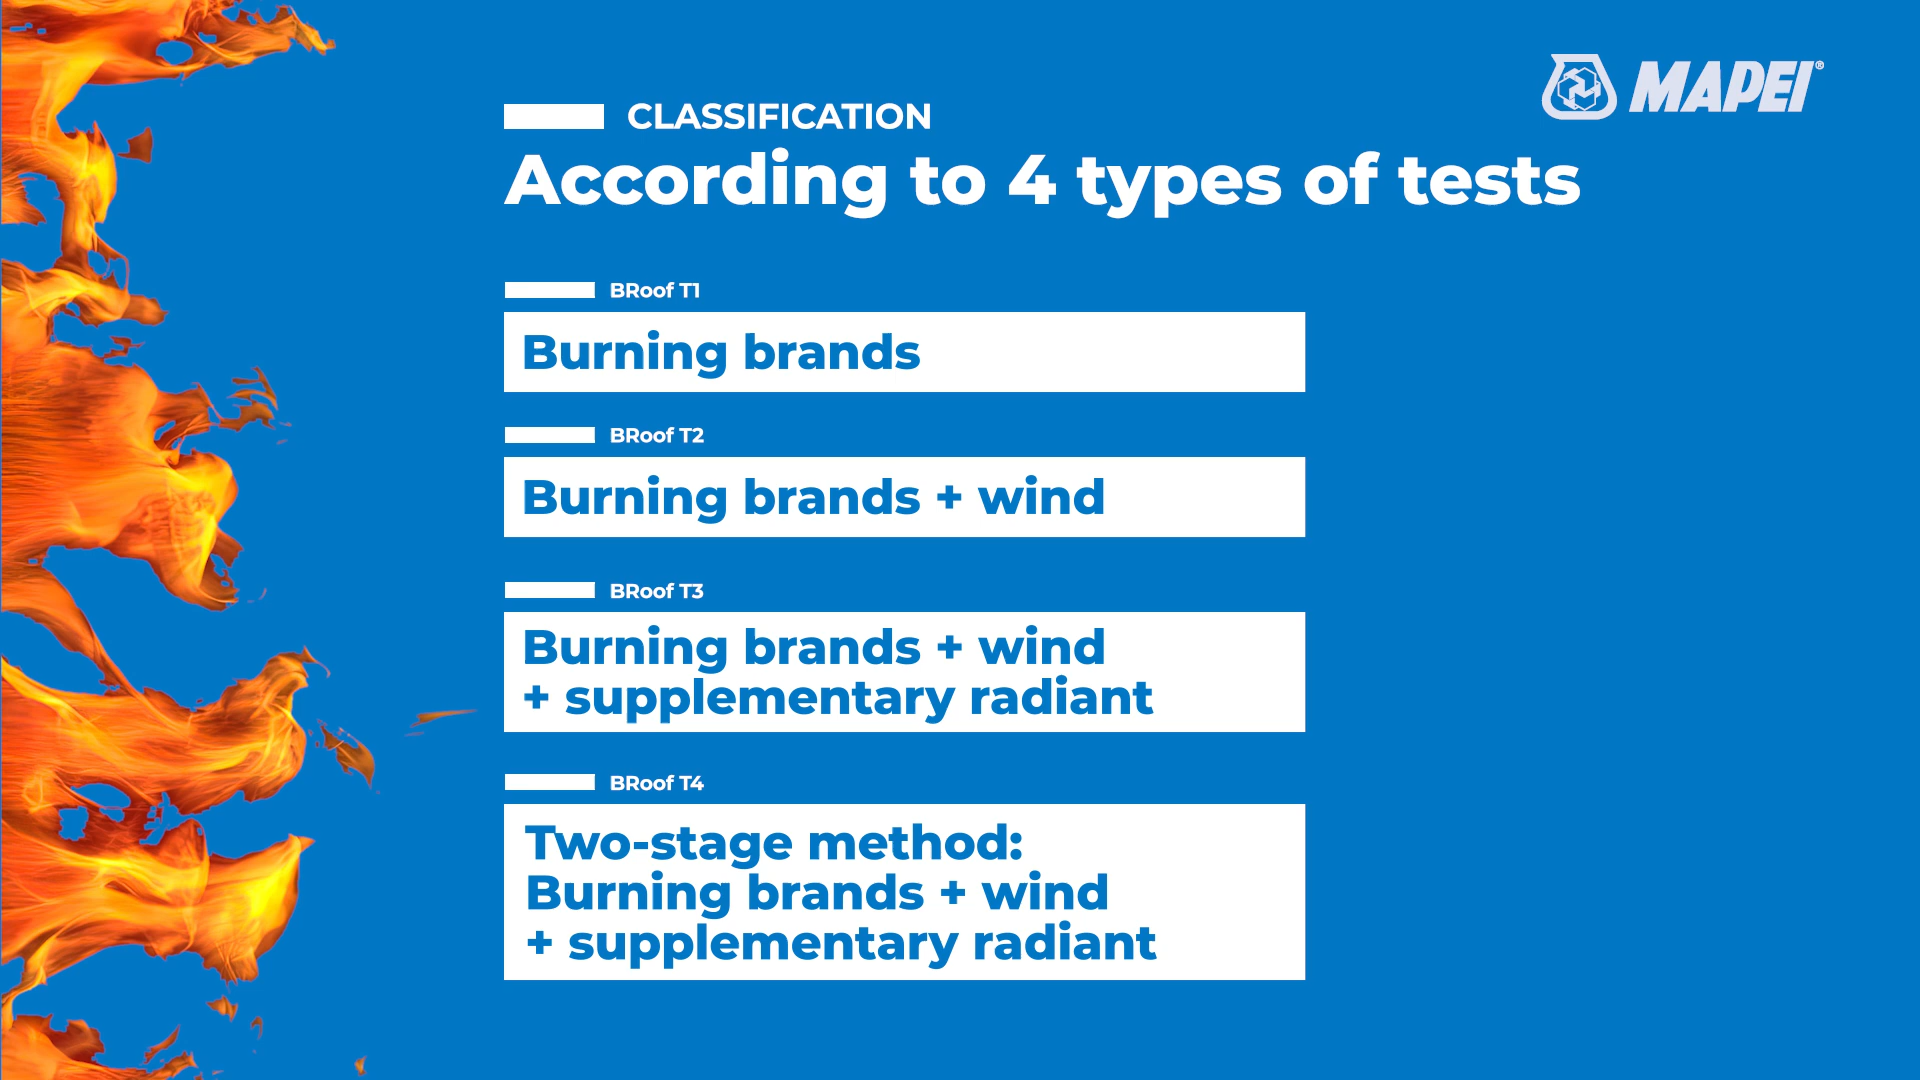 MAPEI®
CLASSIFICATION
According to 4 types of tests
BRoof T1
Burning brands
BRoof T2
Burning brands + wind
BRoof T3
Burning brands + wind
+ supplementary radiant
BRoof T4
Two-stage method:
Burning brands + wind
+ supplementary radiant